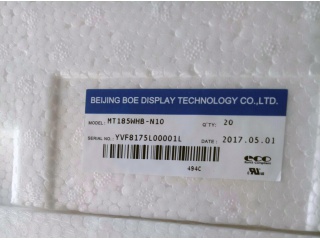 BEIJING BOE DISPLAY TECHNOLOGY CO.,LTD.
MODEL: MT185WHB-N10 Q'TY: 20
SERIAL NO.: YVF8175L00001L DATE: 2017.05.01
eco
494C